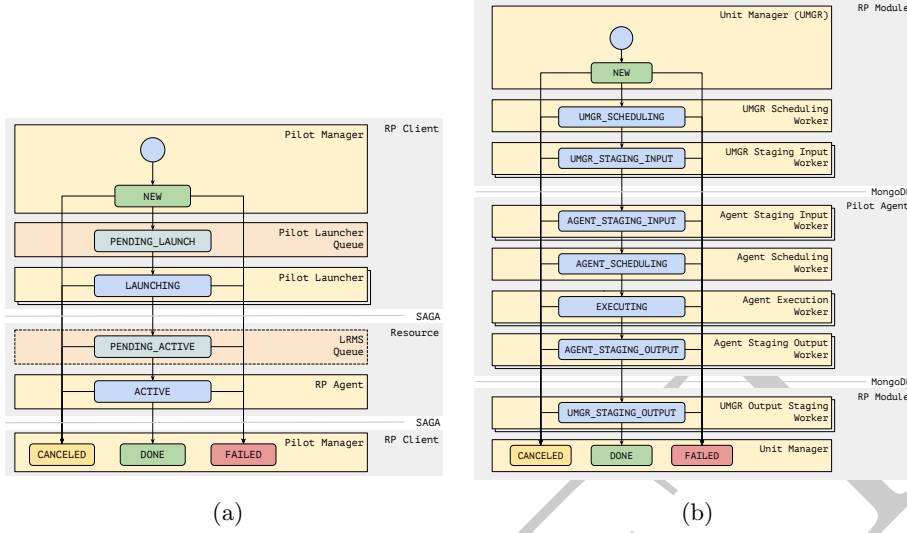 RP Client
Pilot Manager
NEW
Pilot Launcher
Queue
PENDING_LAUNCH
Pilot Launcher
LAUNCHING
SAGA
Resource
LRMS
Queue
PENDING_ACTIVE
RP Agent
ACTIVE
SAGA
RP Client
Pilot Manager
CANCELED
DONE
FAILED
(a)
RP Module
Unit Manager (UMGR)
NEW
UMGR Scheduling
Worker
UMGR_SCHEDULING
UMGR Staging Input
Worker
UMGR_STAGING_INPUT
MongoD
Pilot Agent
Agent Staging Input
Worker
AGENT_STAGING_INPUT
Agent Scheduling
Worker
AGENT_SCHEDULING
Agent Execution
Worker
EXECUTING
Agent Staging Output
Worker
AGENT_STAGING_OUTPUT
MongoD
RP Module
UMGR Output Staging
Worker
UMGR_STAGING_OUTPUT
Unit Manager
CANCELED
DONE
FAILED
(b)